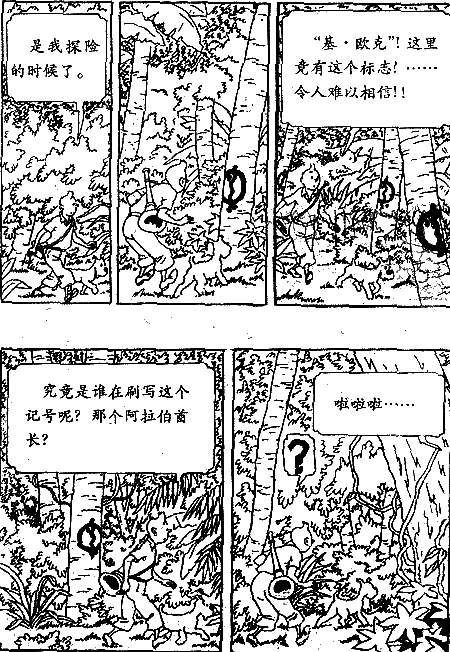 是我探险
的时候了。
“基·欧克”！这里
竟有这个标志！……
令人难以相信！！
究竟是谁在刷写这个
记号呢？那个阿拉伯酋
长？
?
啦啦啦……